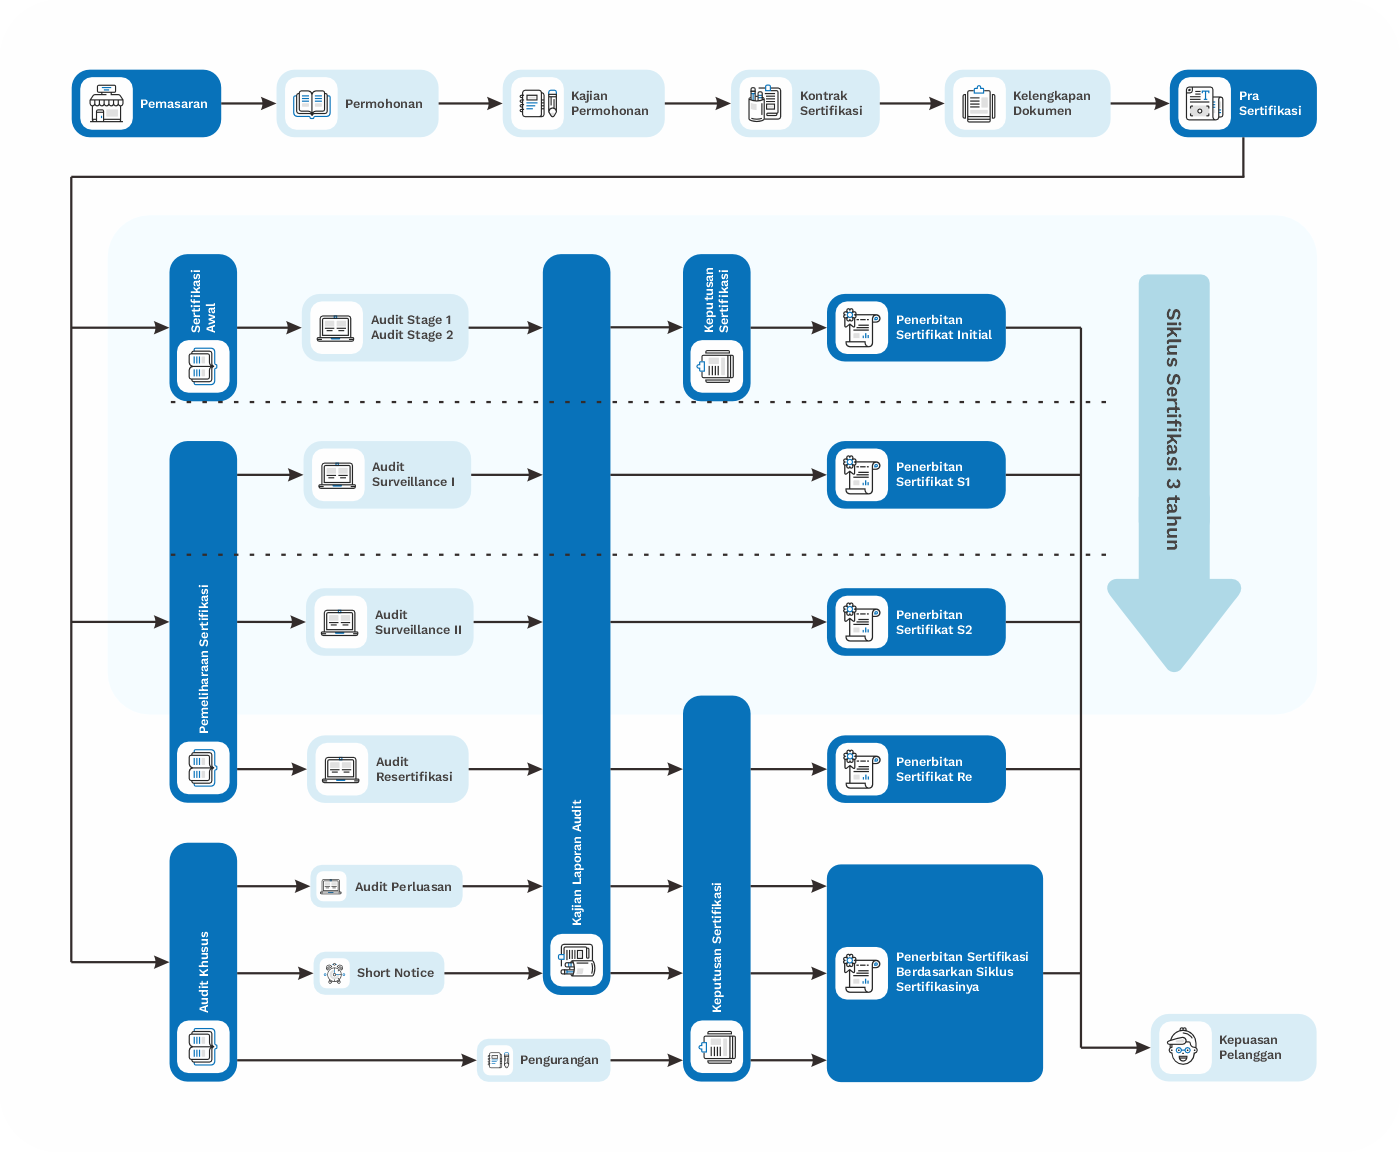 Pemasaran
Permohonan
Kajian
Permohonan
Kontrak
Sertifikasi
Kelengkapan
Dokumen
Pra
Sertifikasi
Sertifikasi
Awal
Audit Stage 1
Audit Stage 2
Keputusan
Sertifikasi
Penerbitan
Sertifikat Initial
Siklus Sertifikasi 3 tahun
Pemeliharaan Sertifikasi
Audit
Surveillance I
Penerbitan
Sertifikat S1
Audit
Surveillance II
Penerbitan
Sertifikat S2
Audit
Resertifikasi
Kajian Laporan Audit
Penerbitan
Sertifikat Re
Audit Khusus
Audit Perluasan
Short Notice
Pengurangan
Keputusan Sertifikasi
Penerbitan Sertifikasi
Berdasarkan Siklus
Sertifikasinya
Kepuasan
Pelanggan